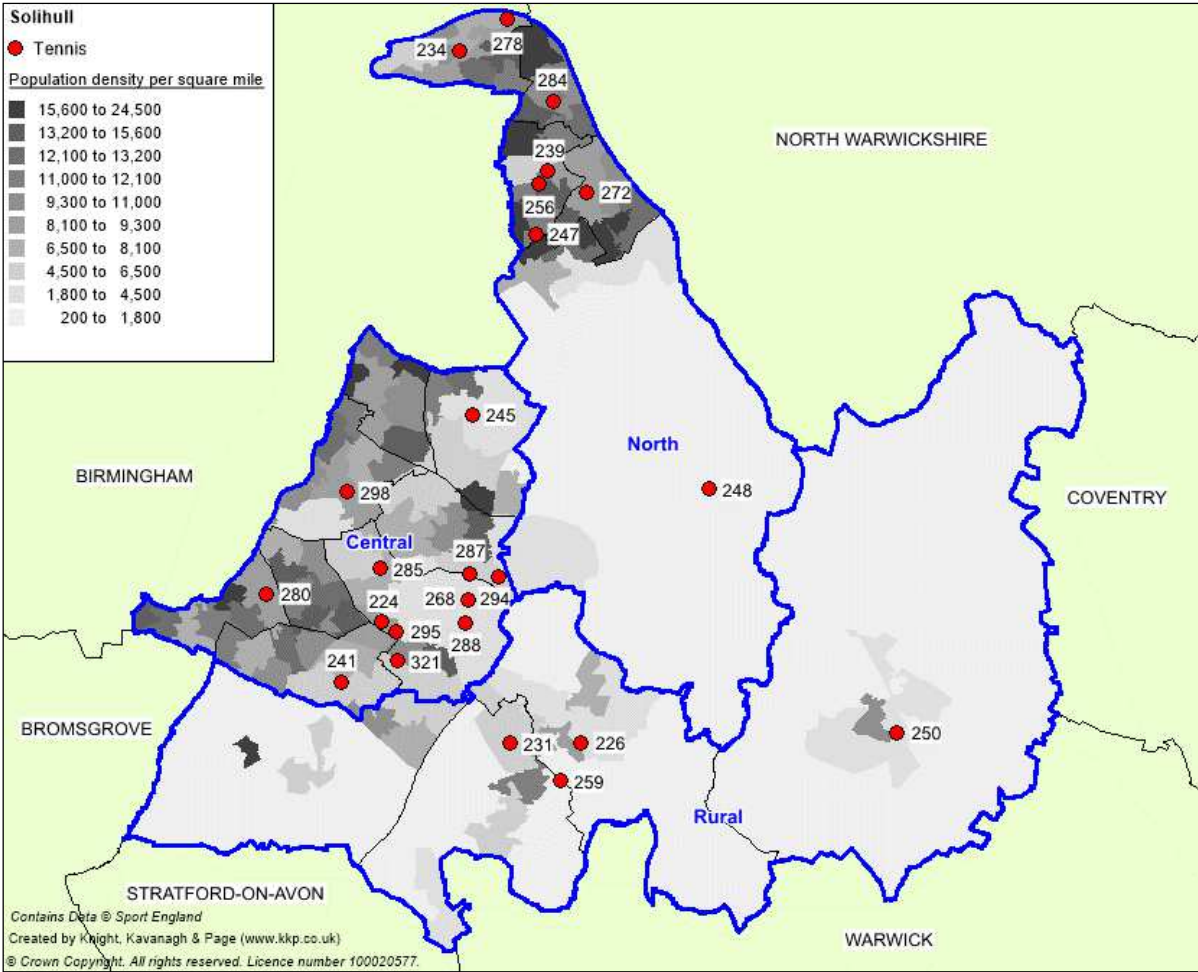 Solihull
Tennis
Population density per square mile
15,600 to 24,500
13,200 to 15,600
12,100 to 13,200
11,000 to 12,100
9,300 to 11,000
8,100 to 9,300
6,500 to 8,100
4,500 to 6,500
1,800 to 4,500
200 to 1,800
234
278
284
NORTH WARWICKSHIRE
239
272
256
247
245
North
BIRMINGHAM
298
248
COVENTRY
Central
287
285
280
224
268
294
295
288
321
241
BROMSGROVE
231
226
250
259
Rural
STRATFORD-ON-AVON
WARWICK
Contains Data © Sport England
Created by Knight, Kavanagh & Page (www.kkp.co.uk)
© Crown Copyright. All rights reserved. Licence number 100020577.